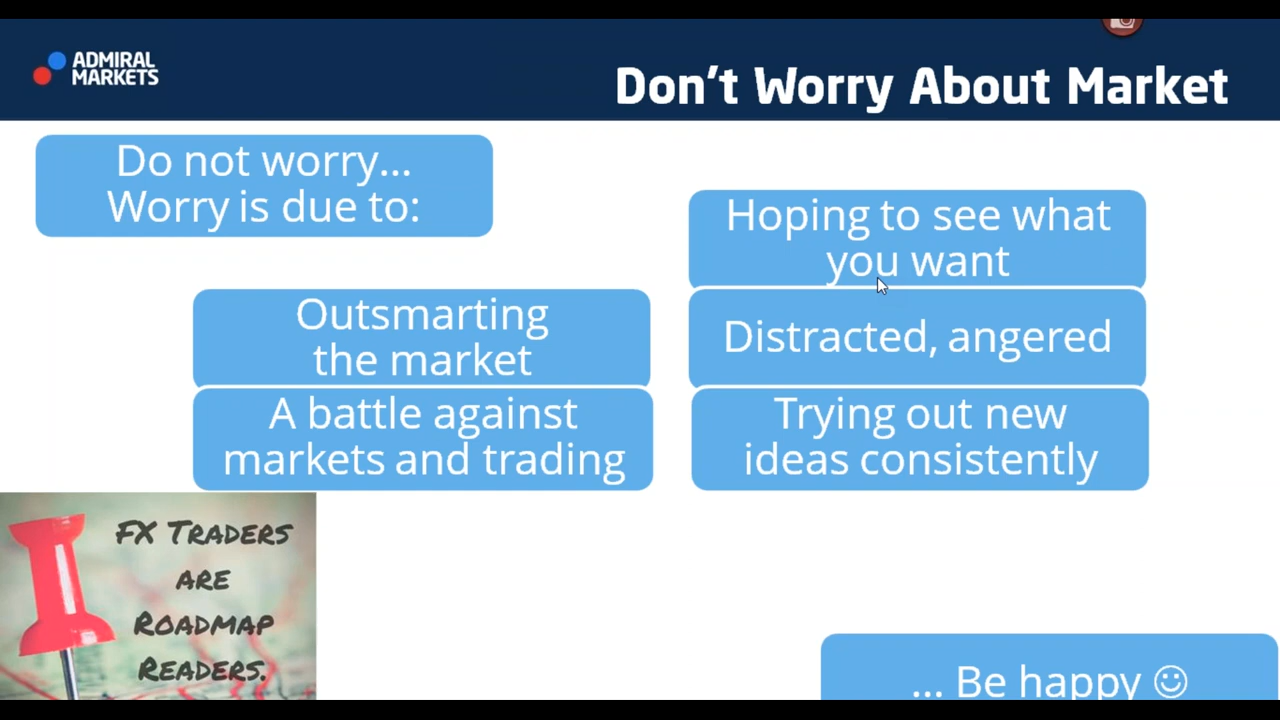 ADMIRAL
MARKETS
Don't Worry About Market
Do not worry...
Worry is due to:
Hoping to see what
you want
Outsmarting
the market
Distracted, angered
A battle against
markets and trading
Trying out new
ideas consistently
FX TRADERS
ARE
ROADMAP
READERS.
... Be happy ☺